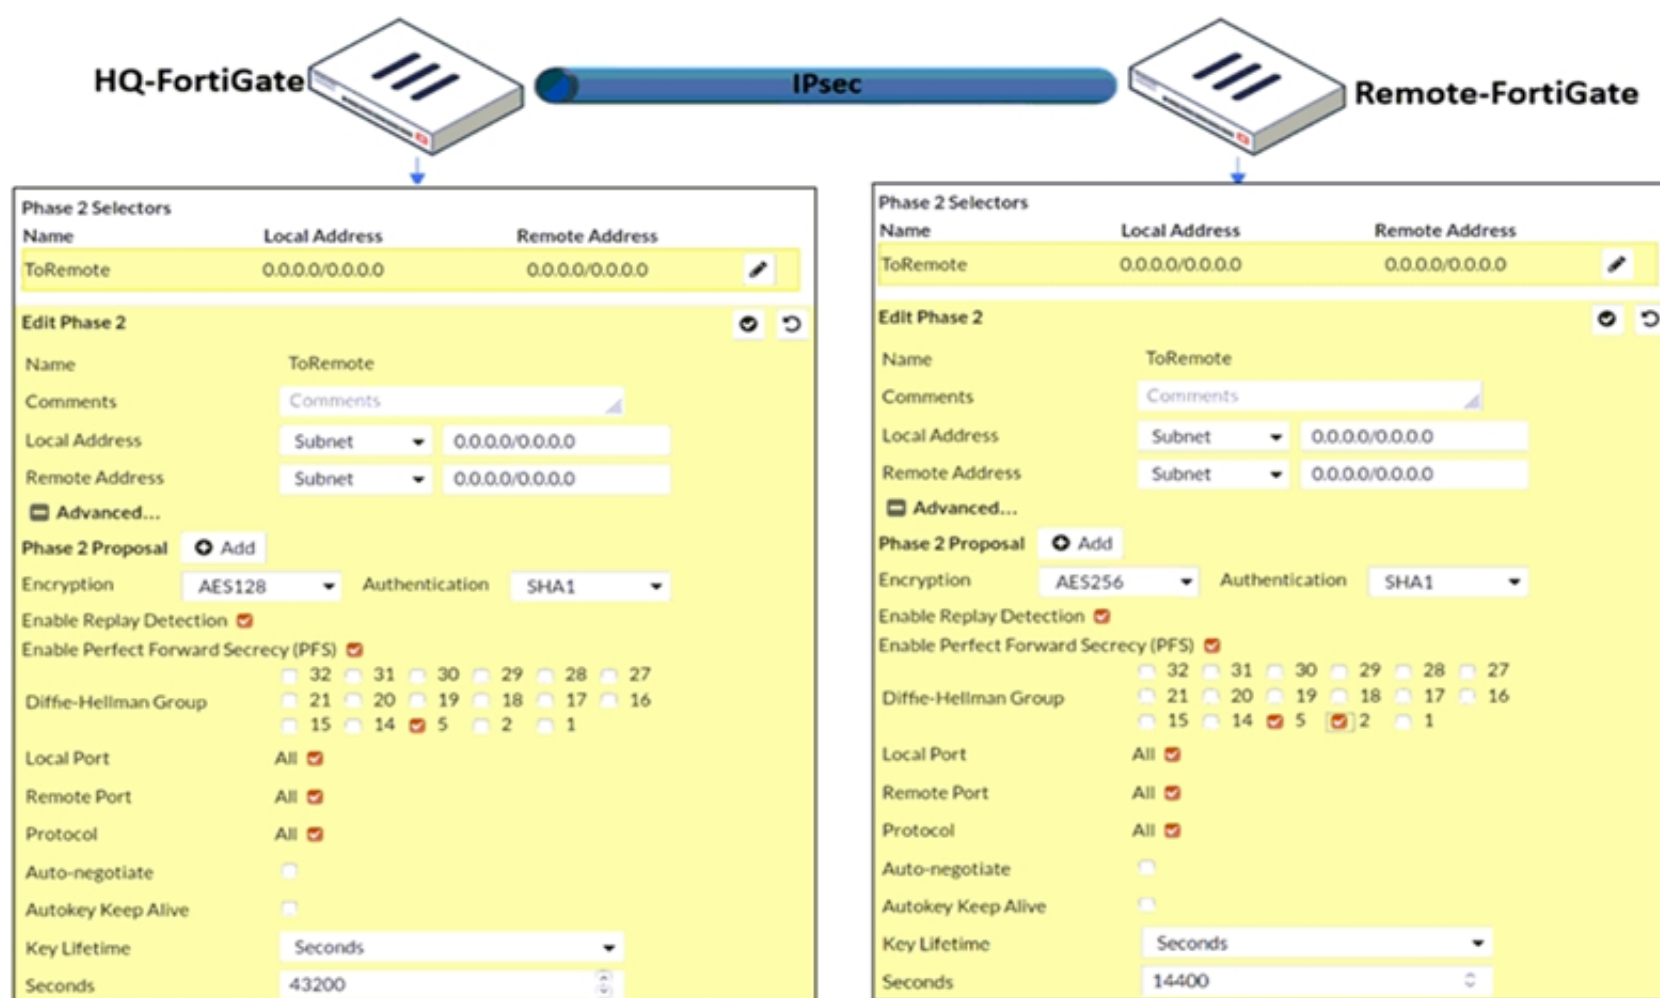 HQ-FortiGate
IPsec
Remote-FortiGate
Phase 2 Selectors
Name Local Address Remote Address
ToRemote 0.0.0.0/0.0.0.0 0.0.0.0/0.0.0.0
Edit Phase 2
Name ToRemote
Comments Comments
Local Address Subnet 0.0.0.0/0.0.0.0
Remote Address Subnet 0.0.0.0/0.0.0.0
Advanced...
Phase 2 Proposal Add
Encryption AES128 Authentication SHA1
Enable Replay Detection
Enable Perfect Forward Secrecy (PFS)
32 31 30 29 28 27
Diffie-Hellman Group 21 20 19 18 17 16
15 14 5 2 1
Local Port All
Remote Port All
Protocol All
Auto-negotiate
Autokey Keep Alive
Key Lifetime Seconds
Seconds 43200
Phase 2 Selectors
Name Local Address Remote Address
ToRemote 0.0.0.0/0.0.0.0 0.0.0.0/0.0.0.0
Edit Phase 2
Name ToRemote
Comments Comments
Local Address Subnet 0.0.0.0/0.0.0.0
Remote Address Subnet 0.0.0.0/0.0.0.0
Advanced...
Phase 2 Proposal Add
Encryption AES256 Authentication SHA1
Enable Replay Detection
Enable Perfect Forward Secrecy (PFS)
32 31 30 29 28 27
Diffie-Hellman Group 21 20 19 18 17 16
15 14 5 2 1
Local Port All
Remote Port All
Protocol All
Auto-negotiate
Autokey Keep Alive
Key Lifetime Seconds
Seconds 14400